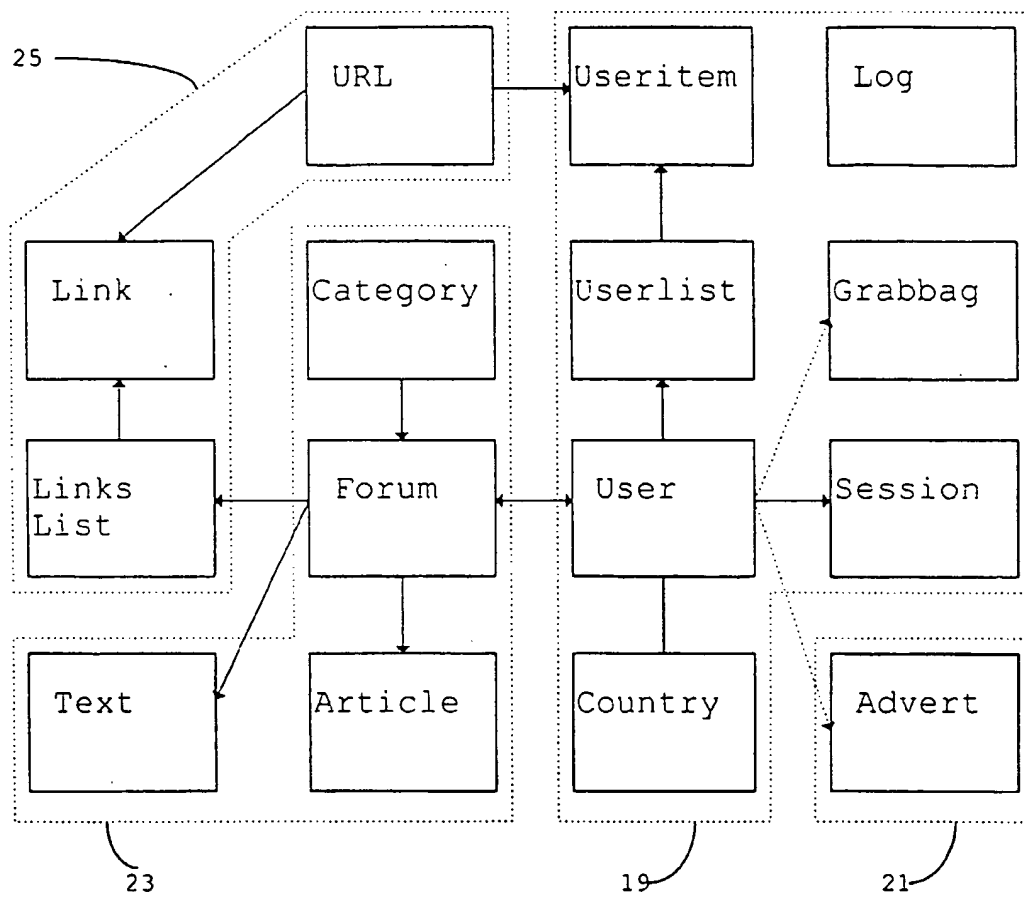 25
URL
Useritem
Log
Link
Category
Userlist
Grabbag
Links
List
Forum
User
Session
Text
Article
Country
Advert
23
19
21